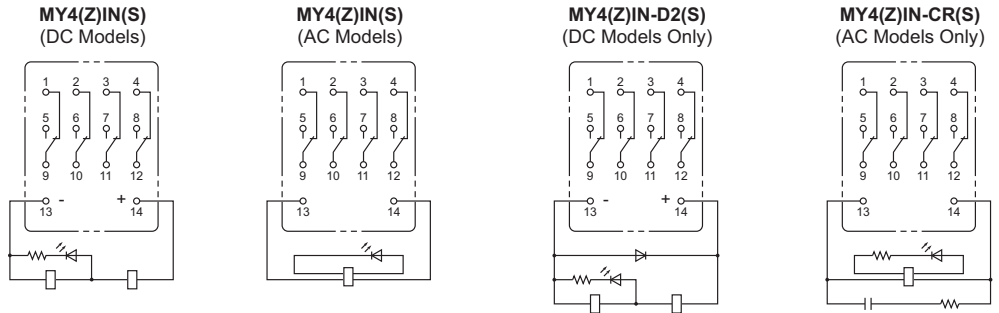 MY4(Z)IN(S)
(DC Models)
1 2 3 4
5 6 7 8
9 10 11 12
- +
13 14
MY4(Z)IN(S)
(AC Models)
1 2 3 4
5 6 7 8
9 10 11 12
13 14
MY4(Z)IN-D2(S)
(DC Models Only)
1 2 3 4
5 6 7 8
9 10 11 12
- +
13 14
MY4(Z)IN-CR(S)
(AC Models Only)
1 2 3 4
5 6 7 8
9 10 11 12
13 14